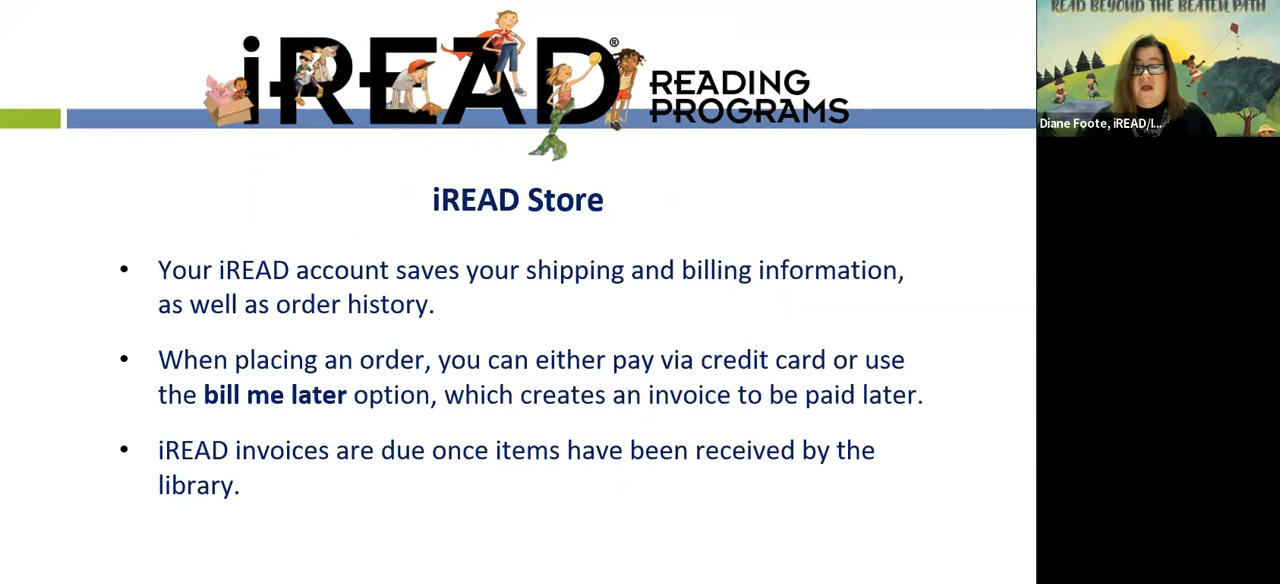 READ BEYOND THE BEATEN PATH
iREAD®
READING
PROGRAMS
Diane Foote, iREAD/I...
iREAD Store
• Your iREAD account saves your shipping and billing information,
as well as order history.
• When placing an order, you can either pay via credit card or use
the bill me later option, which creates an invoice to be paid later.
• iREAD invoices are due once items have been received by the
library.